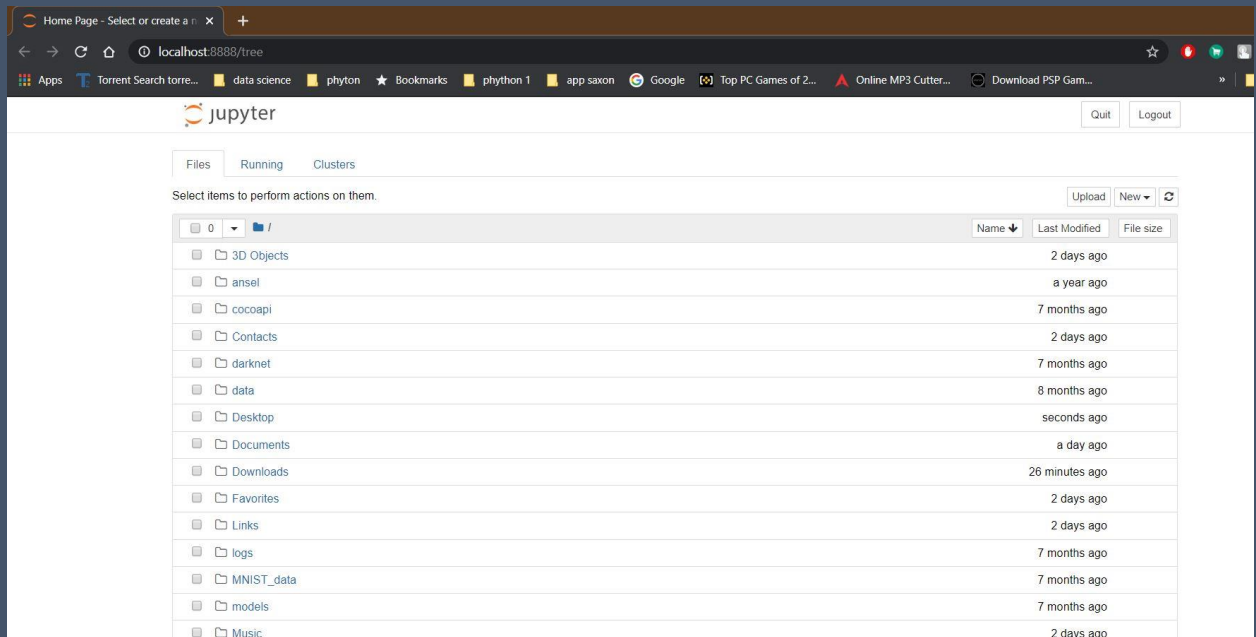 Home Page - Select or create a n
localhost:8888/tree
Apps Torrent Search torre... data science phyton Bookmarks phython 1 app saxon Google Top PC Games of 2... Online MP3 Cutter... Download PSP Gam... »
jupyter Quit Logout
Files Running Clusters
Select items to perform actions on them. Upload New
0 / Name Last Modified File size
3D Objects 2 days ago
ansel a year ago
cocoapi 7 months ago
Contacts 2 days ago
darknet 7 months ago
data 8 months ago
Desktop seconds ago
Documents a day ago
Downloads 26 minutes ago
Favorites 2 days ago
Links 2 days ago
logs 7 months ago
MNIST_data 7 months ago
models 7 months ago
Music 2 days ago